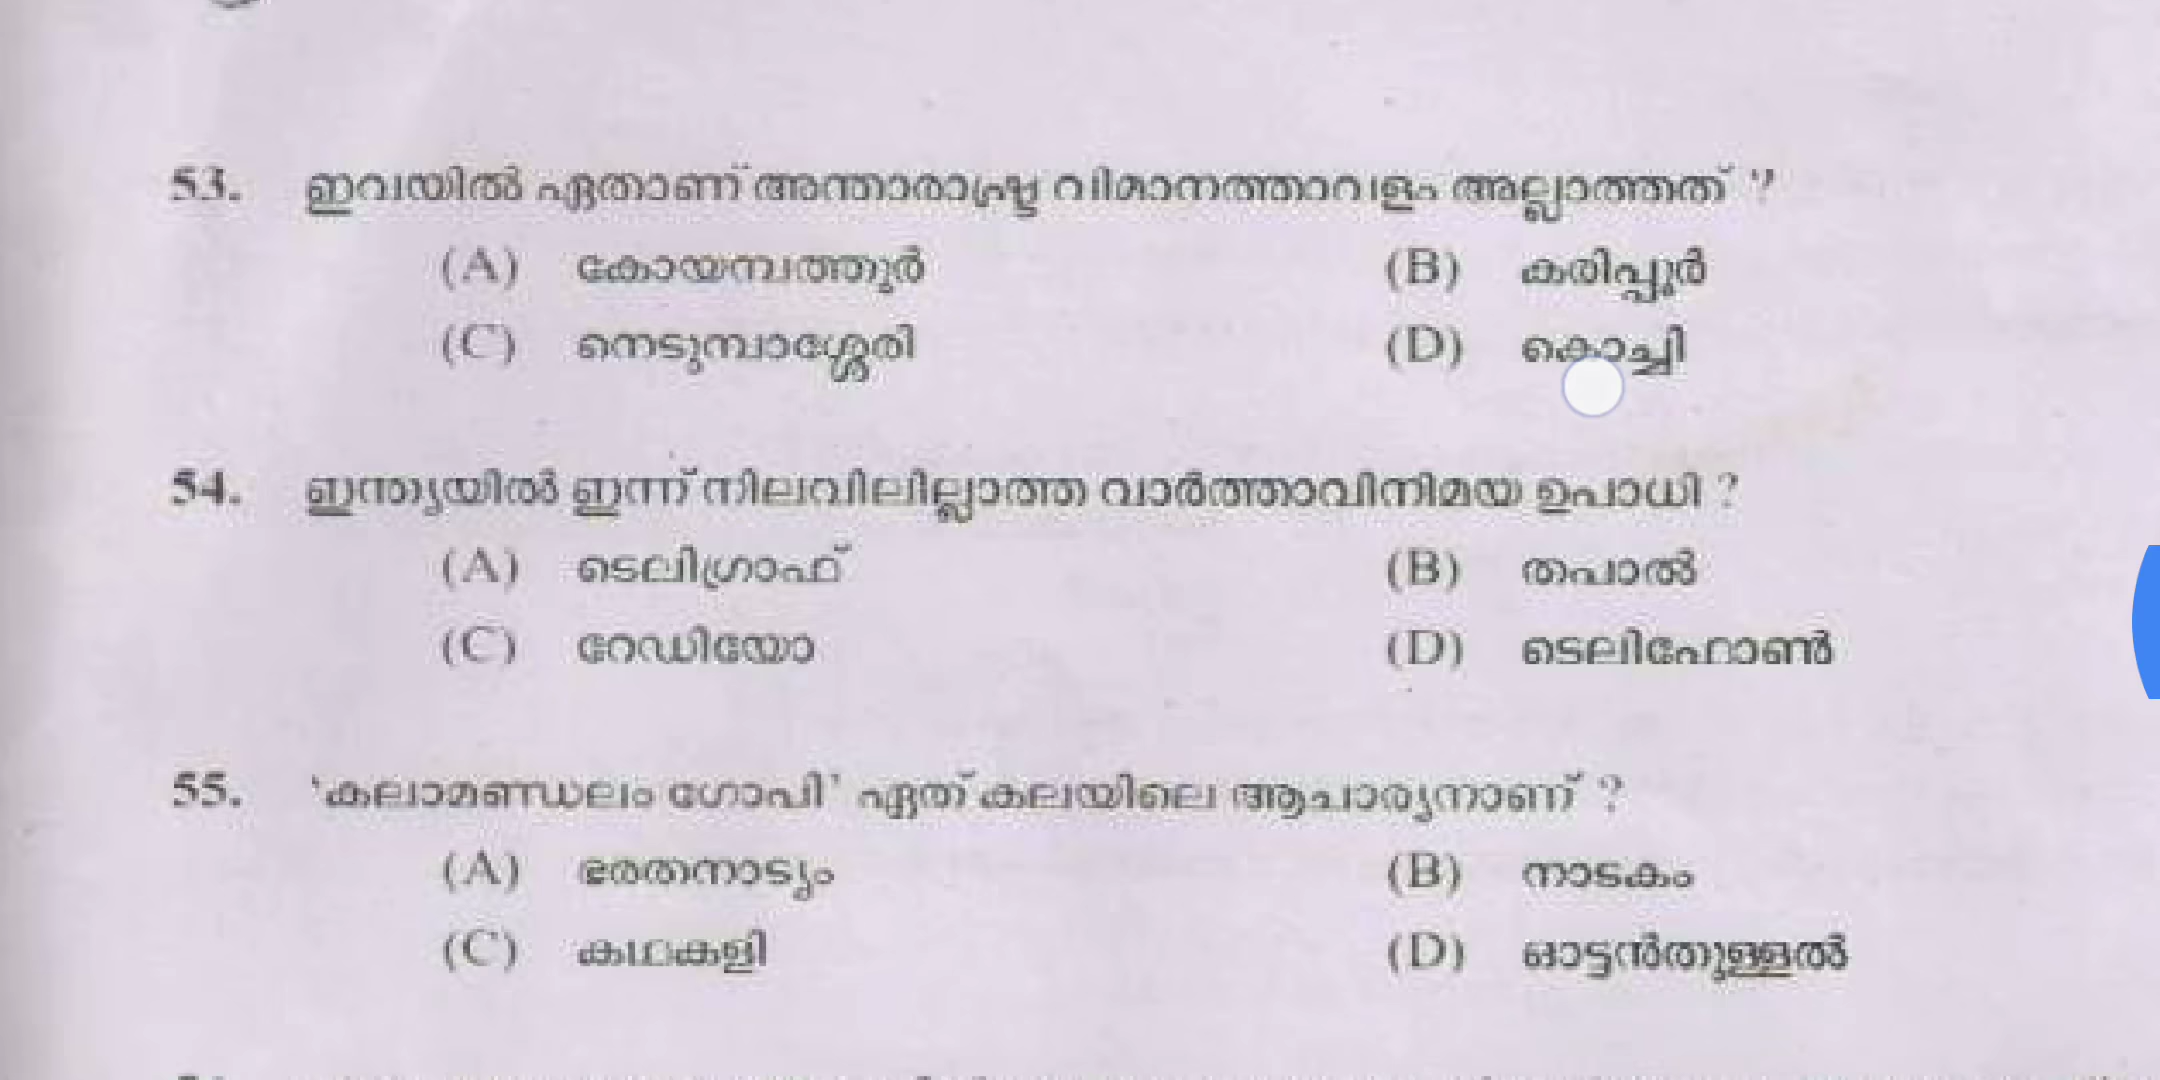 53. ഇവയിൽ ഏതാണ് അന്താരാഷ്ട്ര വിമാനത്താവളം അല്ലാത്തത് ?
(A) കോയമ്പത്തൂർ (B) കരിപ്പൂർ
(C) നെടുമ്പാശ്ശേരി (D) കൊച്ചി
54. ഇന്ത്യയിൽ ഇന്ന് നിലവിലില്ലാത്ത വാർത്താവിനിമയ ഉപാധി ?
(A) ടെലിഗ്രാഫ് (B) തപാൽ
(C) റേഡിയോ (D) ടെലിഫോൺ
55. ‘കലാമണ്ഡലം ഗോപി’ ഏത് കലയിലെ ആചാര്യനാണ് ?
(A) ഭരതനാട്യം (B) നാടകം
(C) കഥകളി (D) ഓട്ടൻതുള്ളൽ